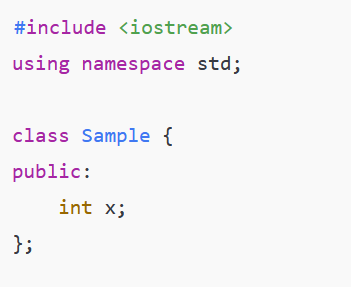 #include <iostream>
using namespace std;
class Sample {
public:
    int x;
};